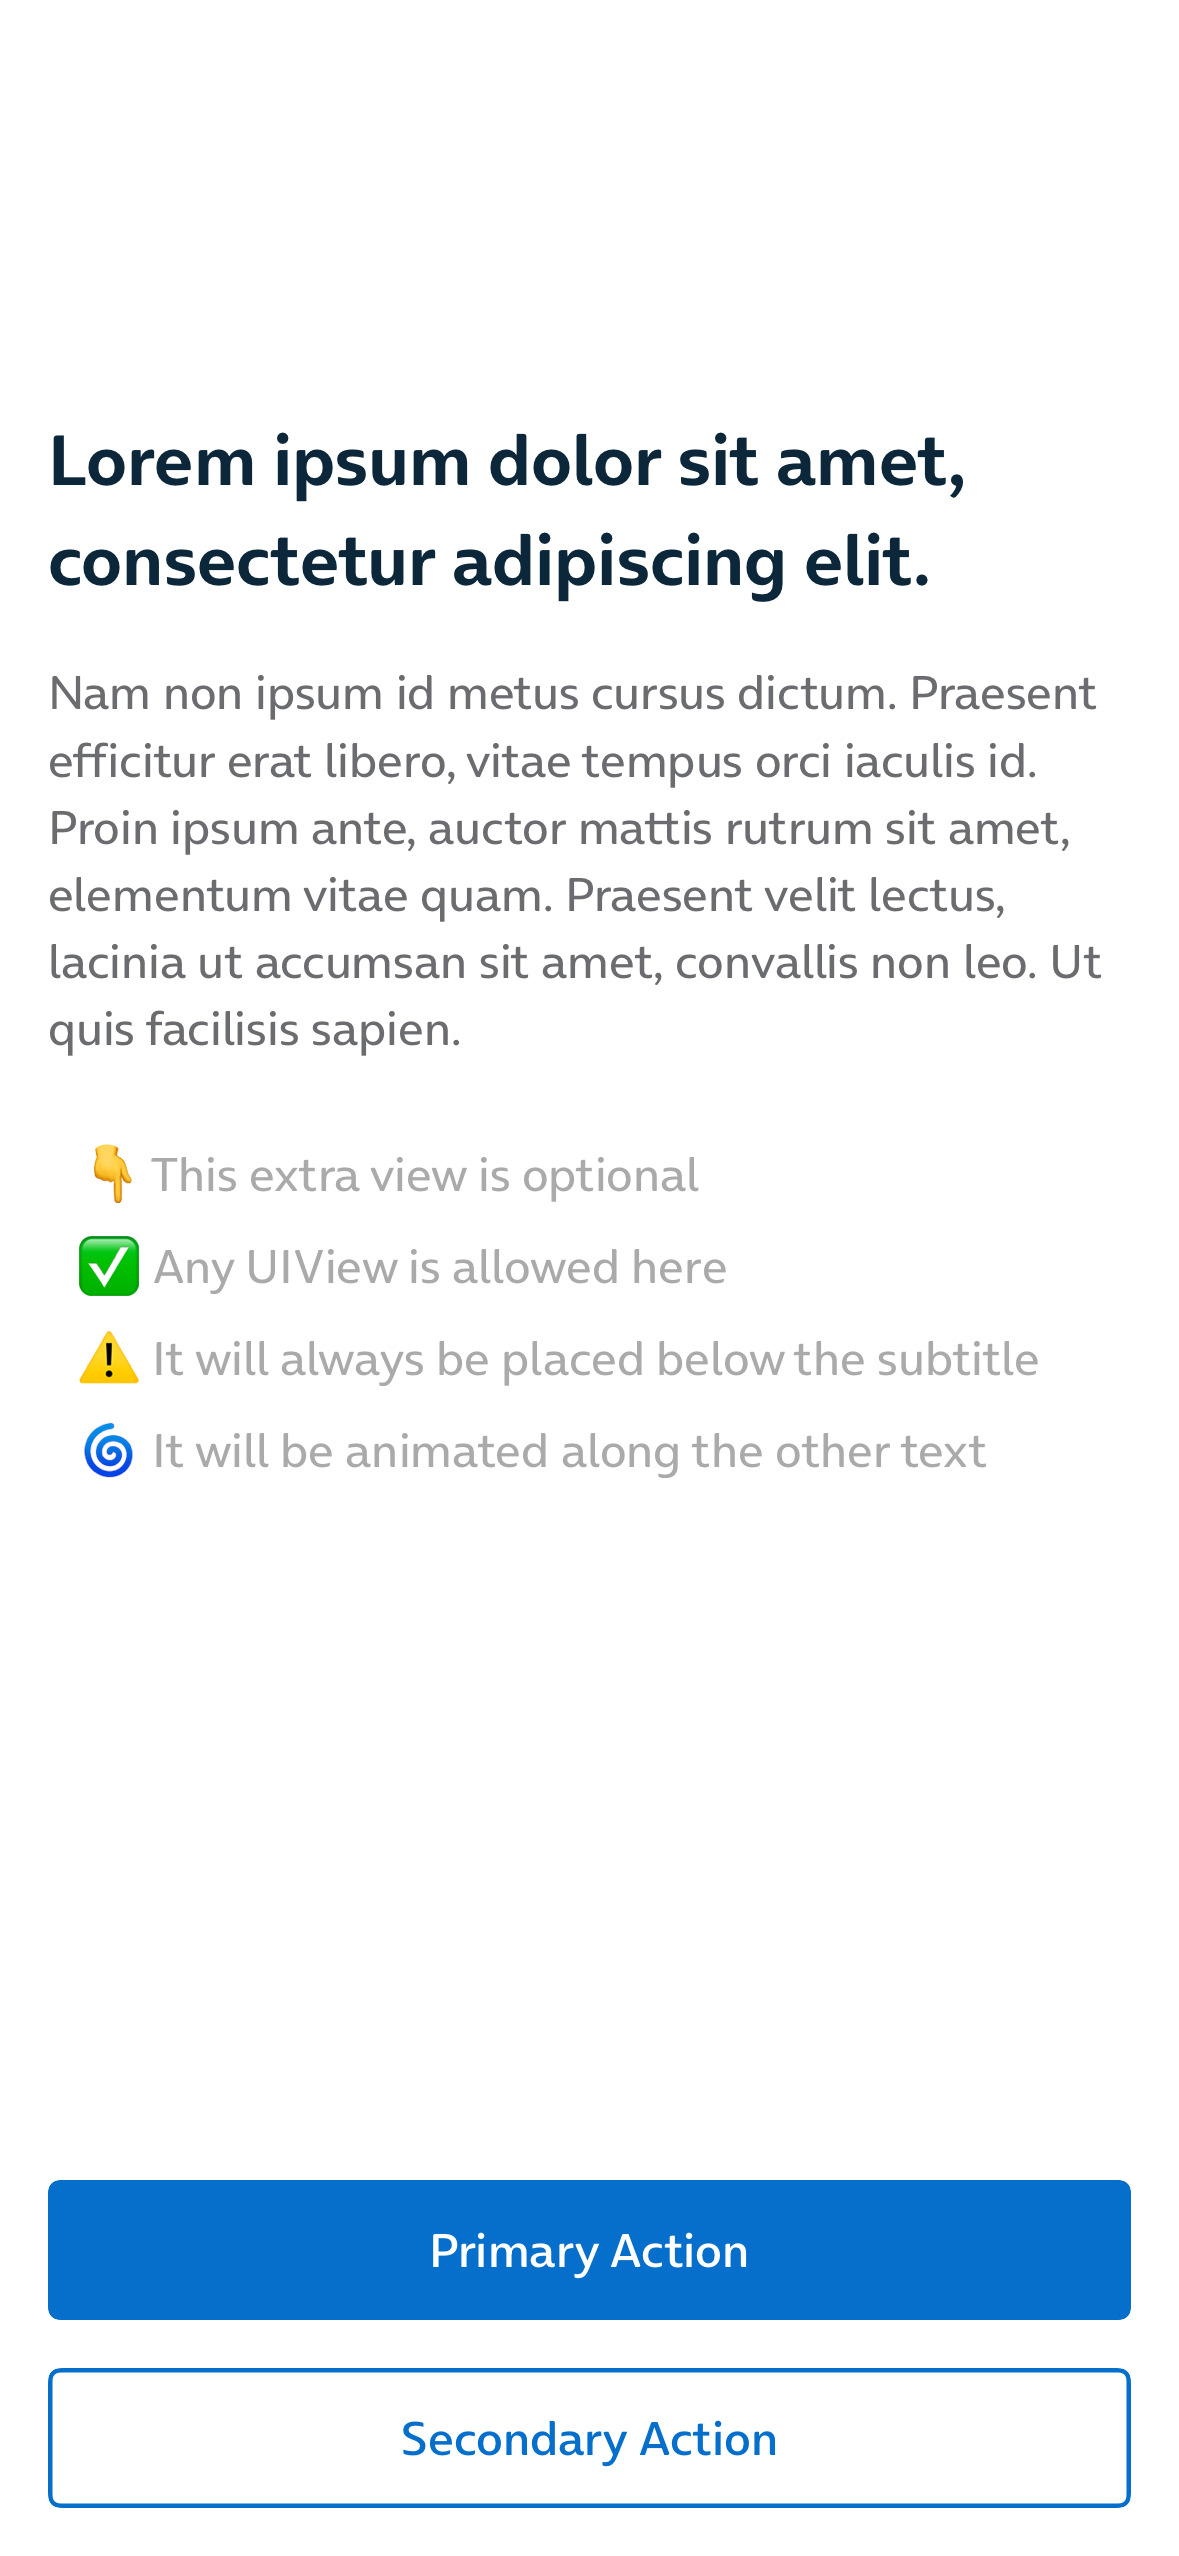 Lorem ipsum dolor sit amet,
consectetur adipiscing elit.
Nam non ipsum id metus cursus dictum. Praesent
efficitur erat libero, vitae tempus orci iaculis id.
Proin ipsum ante, auctor mattis rutrum sit amet,
elementum vitae quam. Praesent velit lectus,
lacinia ut accumsan sit amet, convallis non leo. Ut
quis facilisis sapien.
👇 This extra view is optional
✅ Any UIView is allowed here
⚠️ It will always be placed below the subtitle
🌀 It will be animated along the other text
Primary Action
Secondary Action